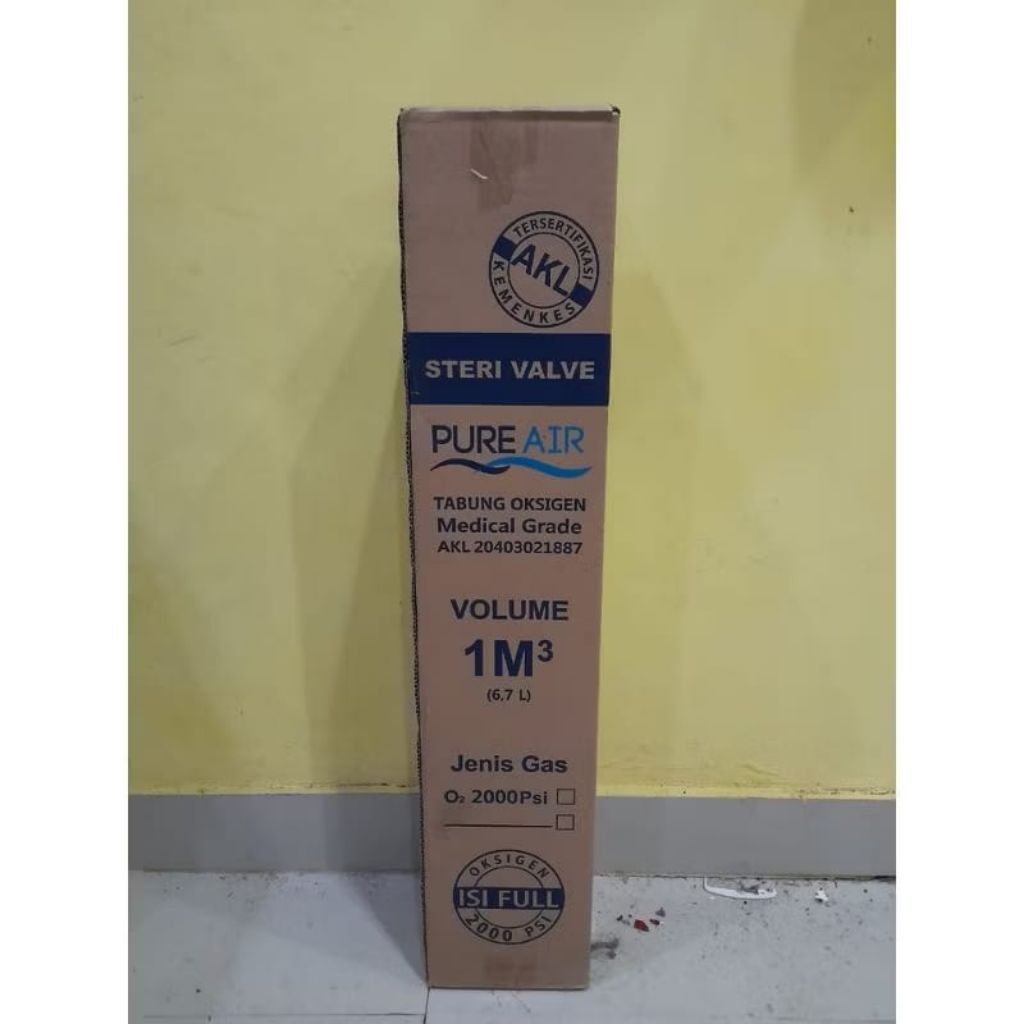 TERSERTIFIKASI
AKL
KEMENKES
STERI VALVE
PURE AIR
TABUNG OKSIGEN
Medical Grade
AKL 20403021887
VOLUME
1M³
(6,7 L)
Jenis Gas
O₂ 2000Psi
OKSIGEN
ISI FULL
2000 PSI